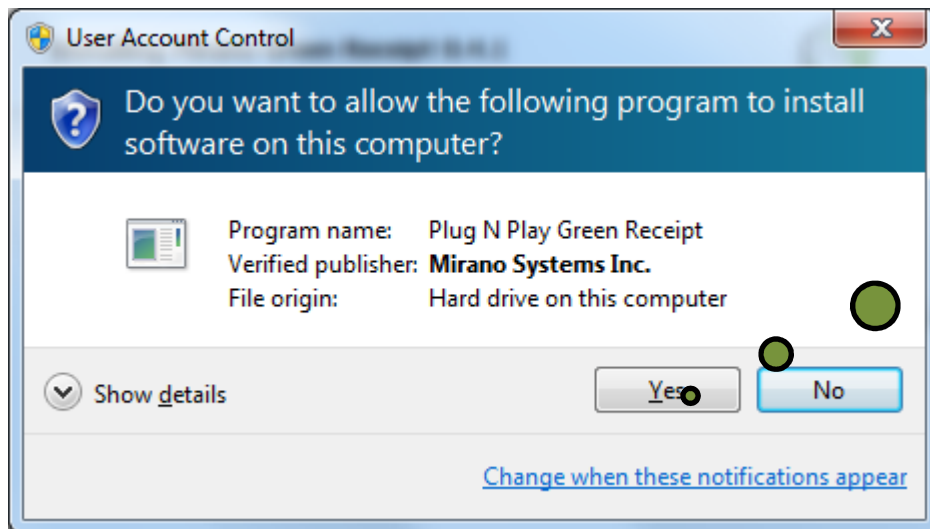 User Account Control
Do you want to allow the following program to install
software on this computer?
Program name: Plug N Play Green Receipt
Verified publisher: Mirano Systems Inc.
File origin: Hard drive on this computer
Show details
Yes
No
Change when these notifications appear